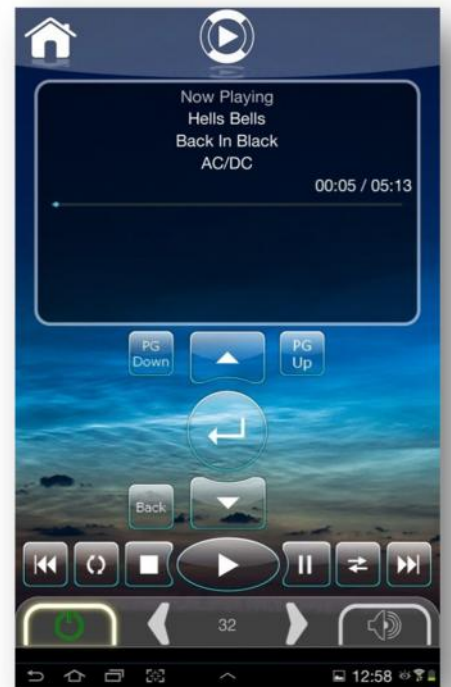 Now Playing
Hells Bells
Back In Black
AC/DC
00:05 / 05:13
PG
Down
PG
Up
Back
32
12:58